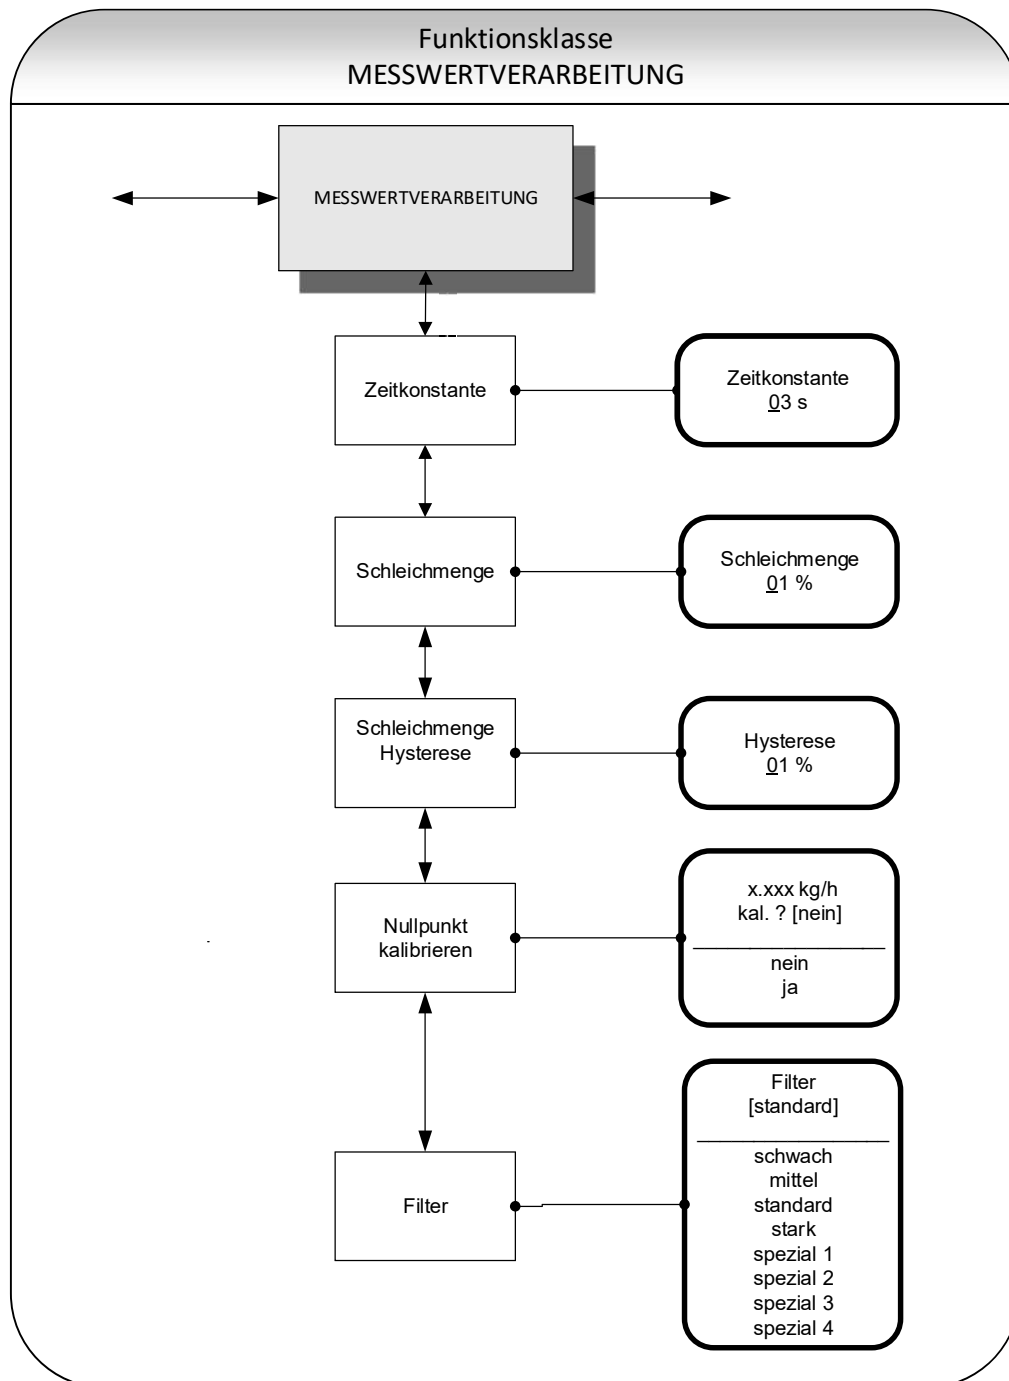 Funktionsklasse
MESSWERTVERARBEITUNG
MESSWERTVERARBEITUNG
Zeitkonstante
Zeitkonstante
03 s
Schleichmenge
Schleichmenge
01 %
Schleichmenge
Hysterese
Hysterese
01 %
Nullpunkt
kalibrieren
x.xxx kg/h
kal. ? [nein]
nein
ja
Filter
Filter
[standard]
schwach
mittel
standard
stark
spezial 1
spezial 2
spezial 3
spezial 4